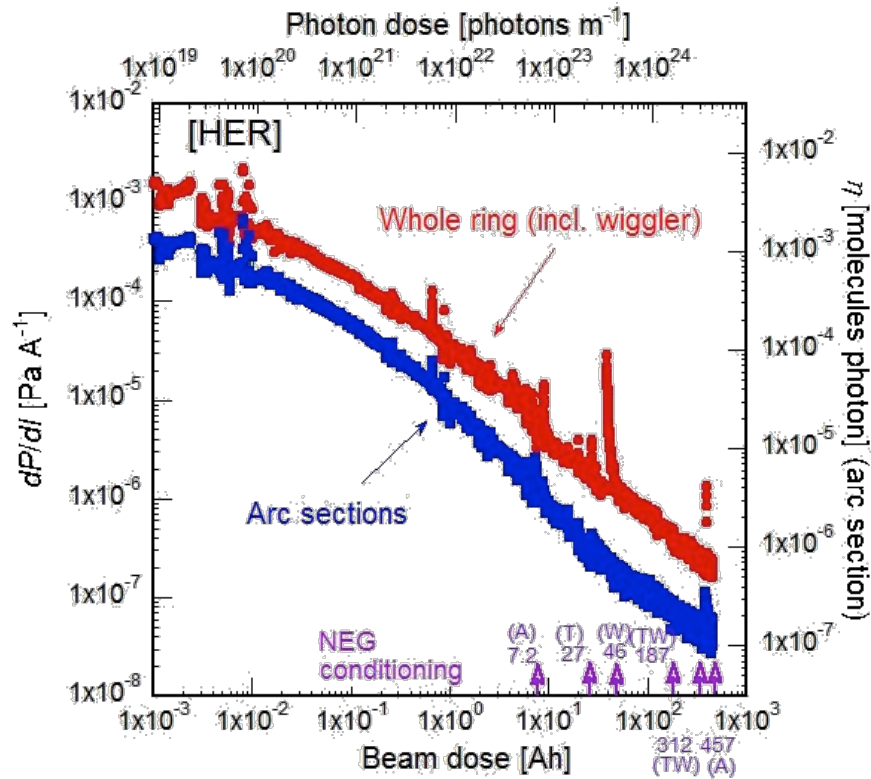 Photon dose [photons m⁻¹]
1x10¹⁹ 1x10²⁰ 1x10²¹ 1x10²² 1x10²³ 1x10²⁴
[HER]
Whole ring (incl. wiggler)
Arc sections
NEG
conditioning
(A) (T) (W) (TW)
7.2 27 46 187
dP/dI [Pa A⁻¹]
1x10⁻²
1x10⁻³
1x10⁻⁴
1x10⁻⁵
1x10⁻⁶
1x10⁻⁷
1x10⁻⁸
η [molecules photon] (arc section)
1x10⁻²
1x10⁻³
1x10⁻⁴
1x10⁻⁵
1x10⁻⁶
1x10⁻⁷
1x10⁻³ 1x10⁻² 1x10⁻¹ 1x10⁰ 1x10¹ 1x10² 1x10³
Beam dose [Ah]
312 457
(TW) (A)